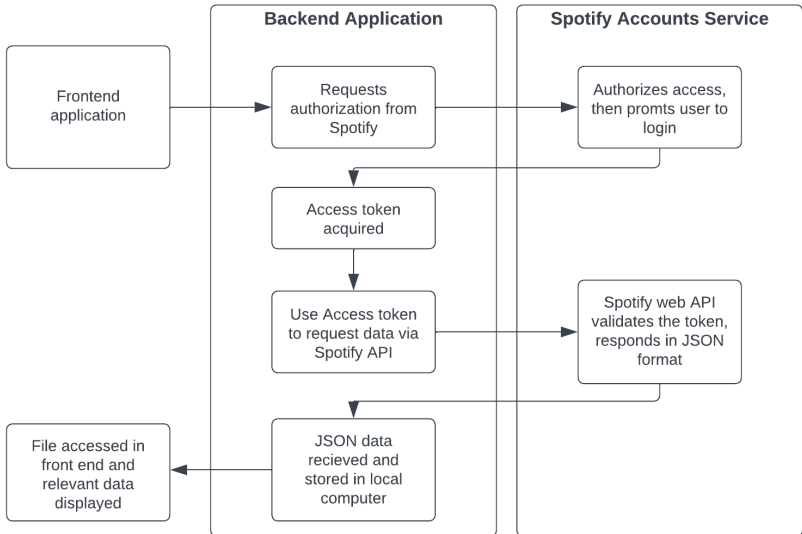 Backend Application
Spotify Accounts Service
Frontend
application
Requests
authorization from
Spotify
Authorizes access,
then promts user to
login
Access token
acquired
Use Access token
to request data via
Spotify API
Spotify web API
validates the token,
responds in JSON
format
JSON data
recieved and
stored in local
computer
File accessed in
front end and
relevant data
displayed